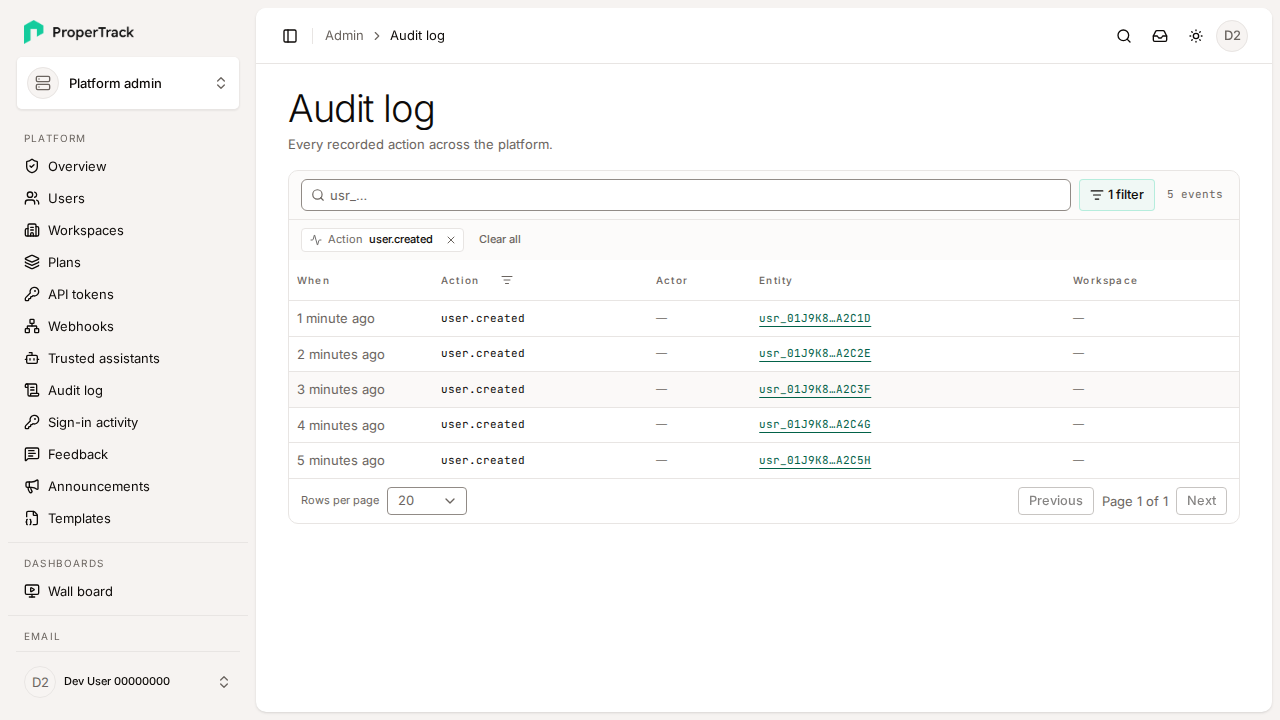 ProperTrack
Platform admin
PLATFORM
Overview
Users
Workspaces
Plans
API tokens
Webhooks
Trusted assistants
Audit log
Sign-in activity
Feedback
Announcements
Templates
DASHBOARDS
Wall board
EMAIL
D2 Dev User 00000000
Admin > Audit log
D2
Audit log
Every recorded action across the platform.
usr_... 1 filter 5 events
Action user.created Clear all
When Action Actor Entity Workspace
1 minute ago user.created — usr_01J9K8…A2C1D —
2 minutes ago user.created — usr_01J9K8…A2C2E —
3 minutes ago user.created — usr_01J9K8…A2C3F —
4 minutes ago user.created — usr_01J9K8…A2C4G —
5 minutes ago user.created — usr_01J9K8…A2C5H —
Rows per page 20 Previous Page 1 of 1 Next